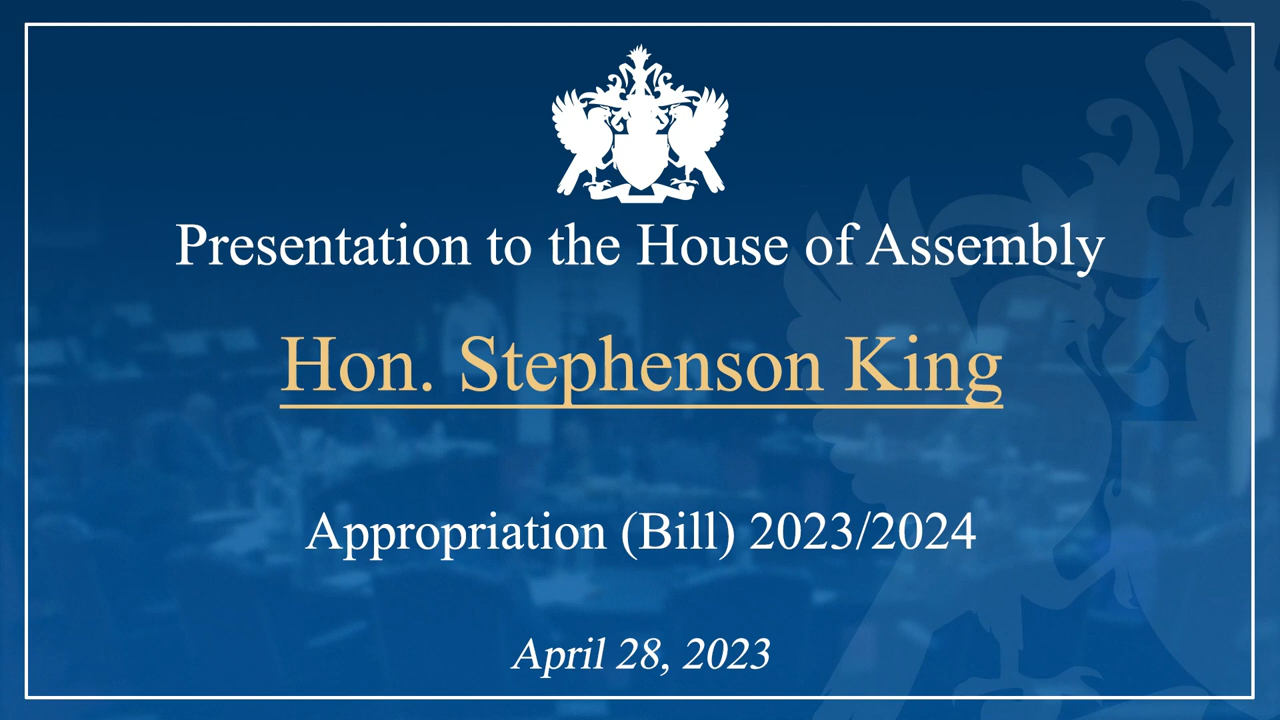 Presentation to the House of Assembly
Hon. Stephenson King
Appropriation (Bill) 2023/2024
April 28, 2023